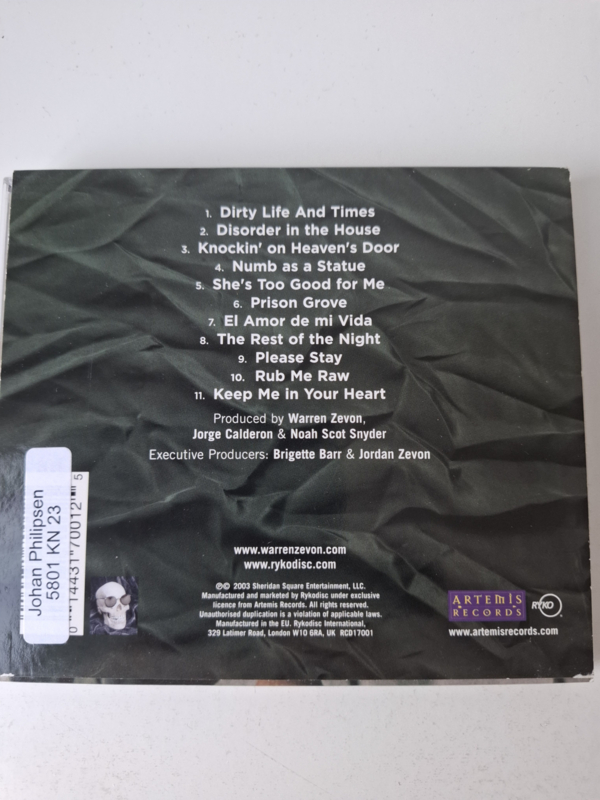 1. Dirty Life And Times
2. Disorder in the House
3. Knockin' on Heaven's Door
4. Numb as a Statue
5. She's Too Good for Me
6. Prison Grove
7. El Amor de mi Vida
8. The Rest of the Night
9. Please Stay
10. Rub Me Raw
11. Keep Me in Your Heart
Produced by Warren Zevon,
Jorge Calderon & Noah Scot Snyder
Executive Producers: Brigette Barr & Jordan Zevon
Johan Philipsen
5801 KN 23
0 14431 70012 5
www.warrenzevon.com
www.rykodisc.com
℗© 2003 Sheridan Square Entertainment, LLC.
Manufactured and marketed by Rykodisc under exclusive
licence from Artemis Records. All rights reserved.
Unauthorised duplication is a violation of applicable laws.
Manufactured in the EU. Rykodisc International,
329 Latimer Road, London W10 6RA, UK RCD17001
ARTEMIS
RECORDS
RYKO
www.artemisrecords.com